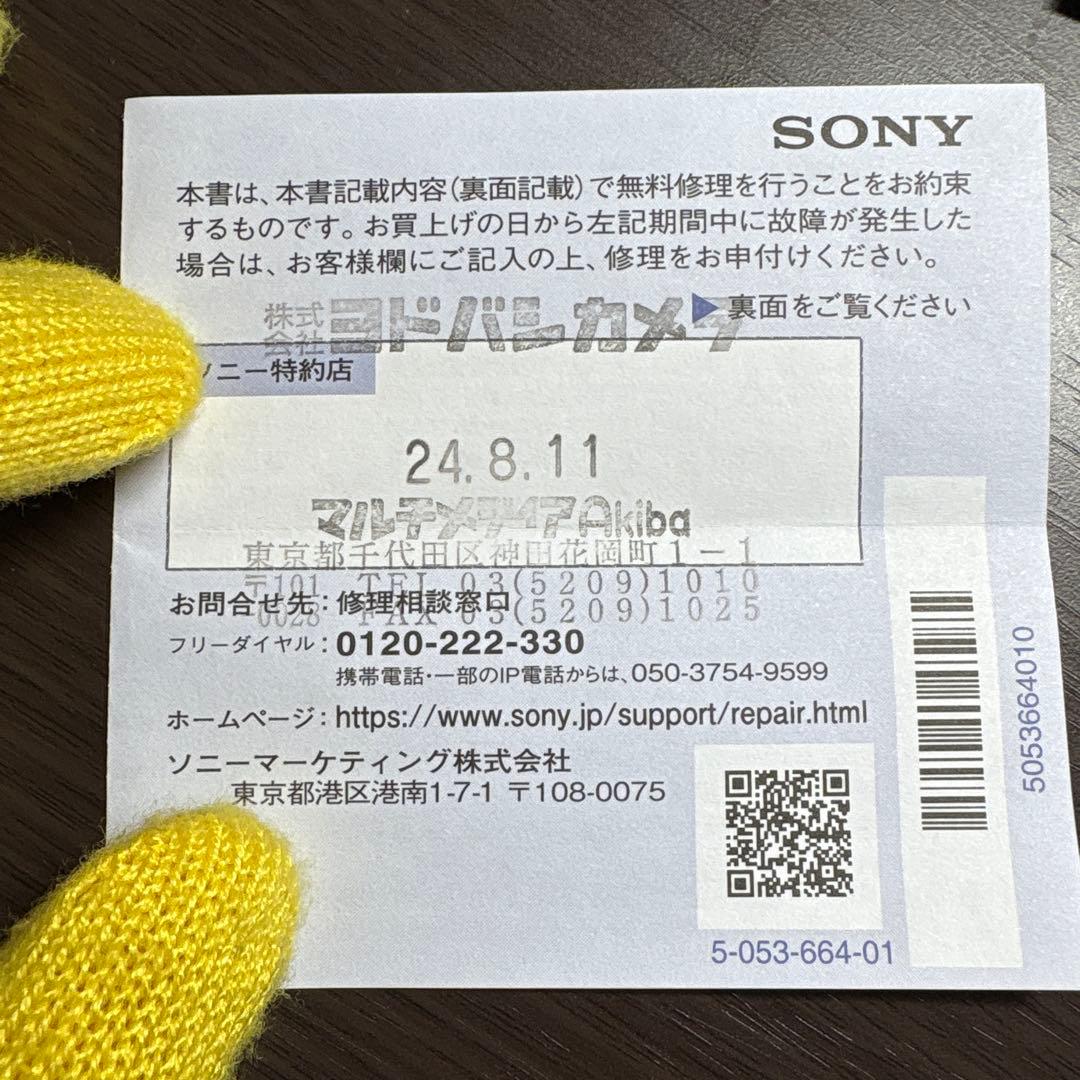 SONY
本書は、本書記載内容(裏面記載)で無料修理を行うことをお約束
するものです。お買上げの日から左記期間中に故障が発生した
場合は、お客様欄にご記入の上、修理をお申付けください。
▶裏面をご覧ください
株式会社ヨドバシカメラ
ソニー特約店
24.8.11
マルチメディアAkiba
東京都千代田区神田花岡町1-1
〒101 TEL 03(5209)1010
0028 FAX 03(5209)1025
お問合せ先:修理相談窓口
フリーダイヤル:0120-222-330
携帯電話・一部のIP電話からは、050-3754-9599
ホームページ:https://www.sony.jp/support/repair.html
ソニーマーケティング株式会社
東京都港区港南1-7-1 〒108-0075
5-053-664-01
5053664010